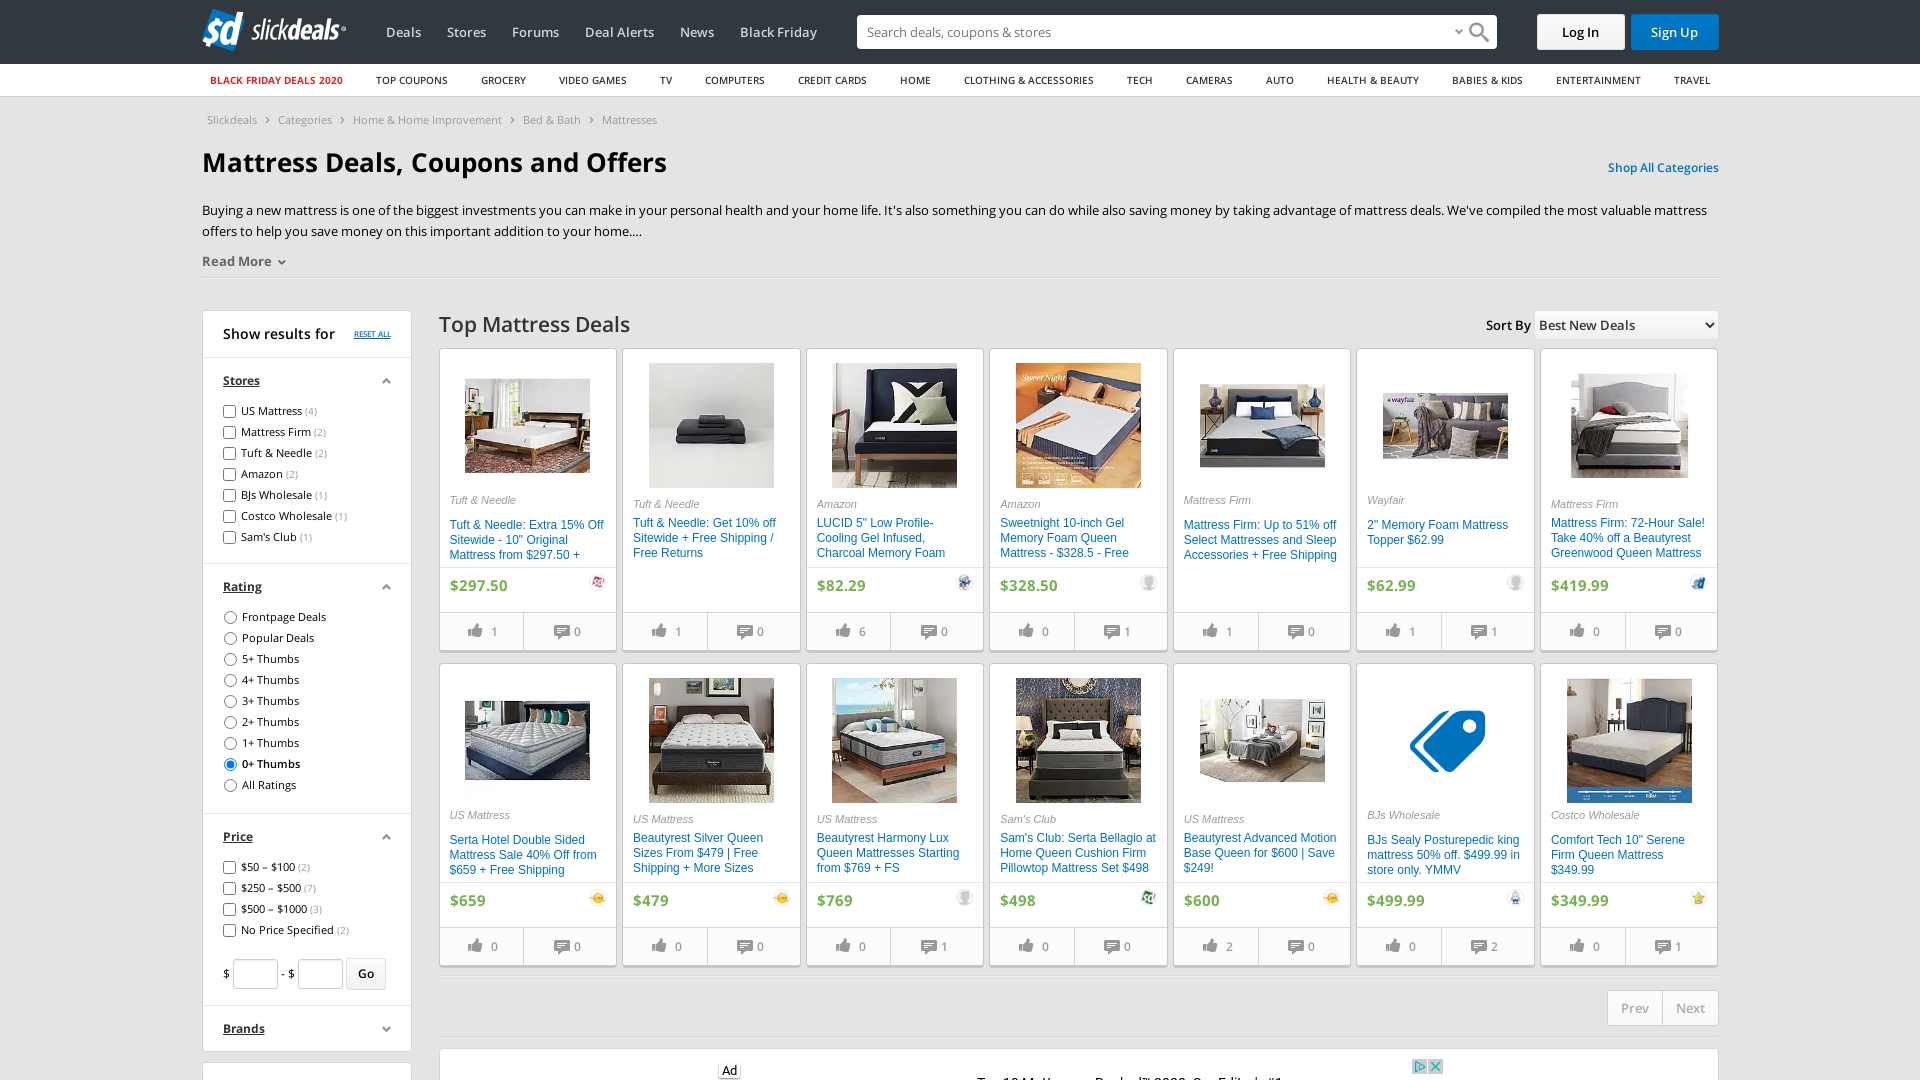 sd slickdeals
Deals Stores Forums Deal Alerts News Black Friday
Search deals, coupons & stores
Log In Sign Up
BLACK FRIDAY DEALS 2020 TOP COUPONS GROCERY VIDEO GAMES TV COMPUTERS CREDIT CARDS HOME CLOTHING & ACCESSORIES TECH CAMERAS AUTO HEALTH & BEAUTY BABIES & KIDS ENTERTAINMENT TRAVEL
Slickdeals › Categories › Home & Home Improvement › Bed & Bath › Mattresses
Mattress Deals, Coupons and Offers
Shop All Categories
Buying a new mattress is one of the biggest investments you can make in your personal health and your home life. It's also something you can do while also saving money by taking advantage of mattress deals. We've compiled the most valuable mattress
offers to help you save money on this important addition to your home....
Read More
Show results for RESET ALL
Stores
US Mattress (4)
Mattress Firm (2)
Tuft & Needle (2)
Amazon (2)
BJs Wholesale (1)
Costco Wholesale (1)
Sam's Club (1)
Rating
Frontpage Deals
Popular Deals
5+ Thumbs
4+ Thumbs
3+ Thumbs
2+ Thumbs
1+ Thumbs
0+ Thumbs
All Ratings
Price
$50 – $100 (2)
$250 – $500 (7)
$500 – $1000 (3)
No Price Specified (2)
$ - $ Go
Brands
Top Mattress Deals
Sort By Best New Deals
Tuft & Needle
Tuft & Needle: Extra 15% Off
Sitewide - 10" Original
Mattress from $297.50 +
$297.50
1 0
Tuft & Needle
Tuft & Needle: Get 10% off
Sitewide + Free Shipping /
Free Returns
1 0
Amazon
LUCID 5" Low Profile-
Cooling Gel Infused,
Charcoal Memory Foam
$82.29
6 0
Sweet Night
Amazon
Sweetnight 10-inch Gel
Memory Foam Queen
Mattress - $328.5 - Free
$328.50
0 1
Mattress Firm
Mattress Firm: Up to 51% off
Select Mattresses and Sleep
Accessories + Free Shipping
1 0
wayfair
Wayfair
2" Memory Foam Mattress
Topper $62.99
$62.99
1 1
Mattress Firm
Mattress Firm: 72-Hour Sale!
Take 40% off a Beautyrest
Greenwood Queen Mattress
$419.99
0 0
US Mattress
Serta Hotel Double Sided
Mattress Sale 40% Off from
$659 + Free Shipping
$659
0 0
US Mattress
Beautyrest Silver Queen
Sizes From $479 | Free
Shipping + More Sizes
$479
0 0
US Mattress
Beautyrest Harmony Lux
Queen Mattresses Starting
from $769 + FS
$769
0 1
Sam's Club
Sam's Club: Serta Bellagio at
Home Queen Cushion Firm
Pillowtop Mattress Set $498
$498
0 0
US Mattress
Beautyrest Advanced Motion
Base Queen for $600 | Save
$249!
$600
2 0
BJs Wholesale
BJs Sealy Posturepedic king
mattress 50% off. $499.99 in
store only. YMMV
$499.99
0 2
FIRM
Costco Wholesale
Comfort Tech 10" Serene
Firm Queen Mattress
$349.99
$349.99
0 1
Prev Next
Ad